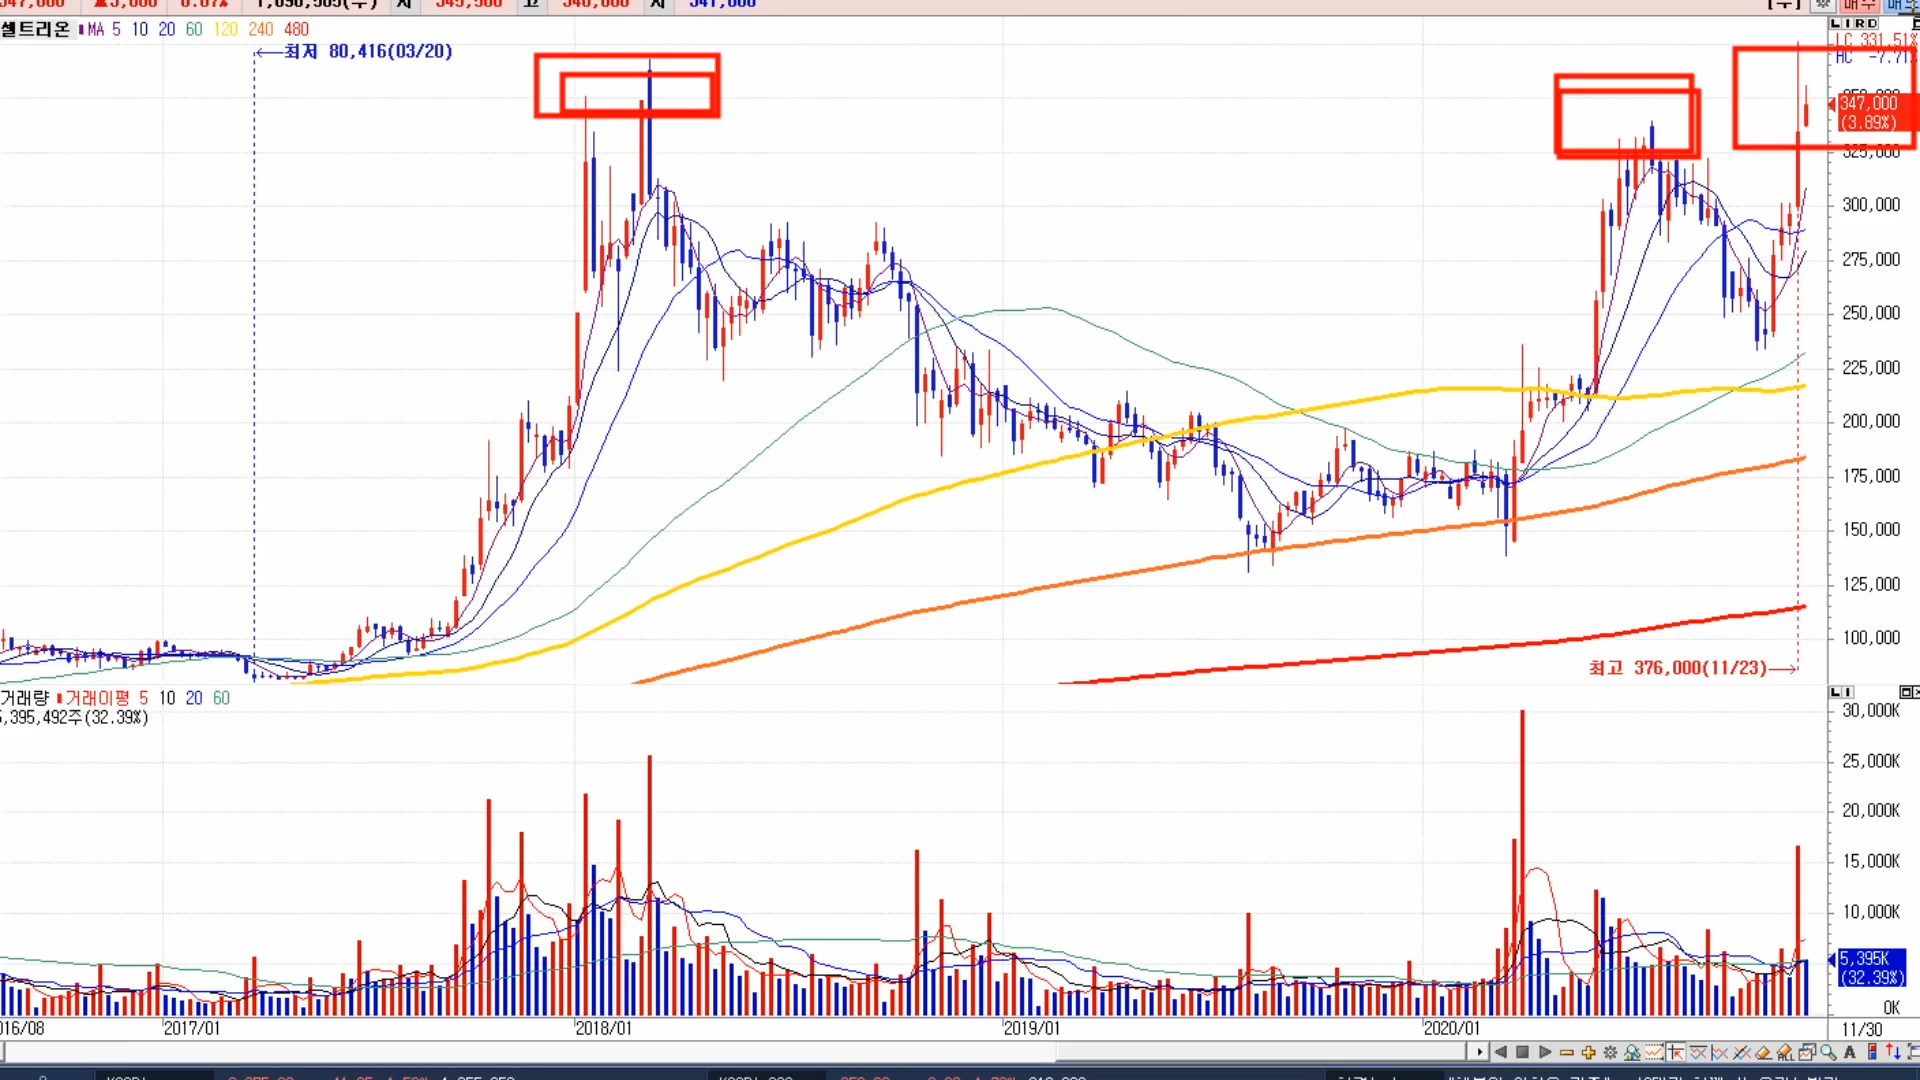 셀트리온 MA 5 10 20 60 120 240 480
LIRD
최저 80,416(03/20)
LC 331.51%
HC -7.71%
347,000
(3.89%)
325,000
300,000
275,000
250,000
225,000
200,000
175,000
150,000
125,000
100,000
최고 376,000(11/23)
거래량 거래이평 5 10 20 60
5,395,492주(32.39%)
LI
30,000K
25,000K
20,000K
15,000K
10,000K
5,395K
(32.39%)
0K
2017/01 2018/01 2019/01 2020/01 11/30
A